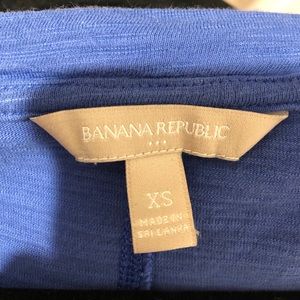 BANANA REPUBLIC
XS
MADE IN
SRI LANKA